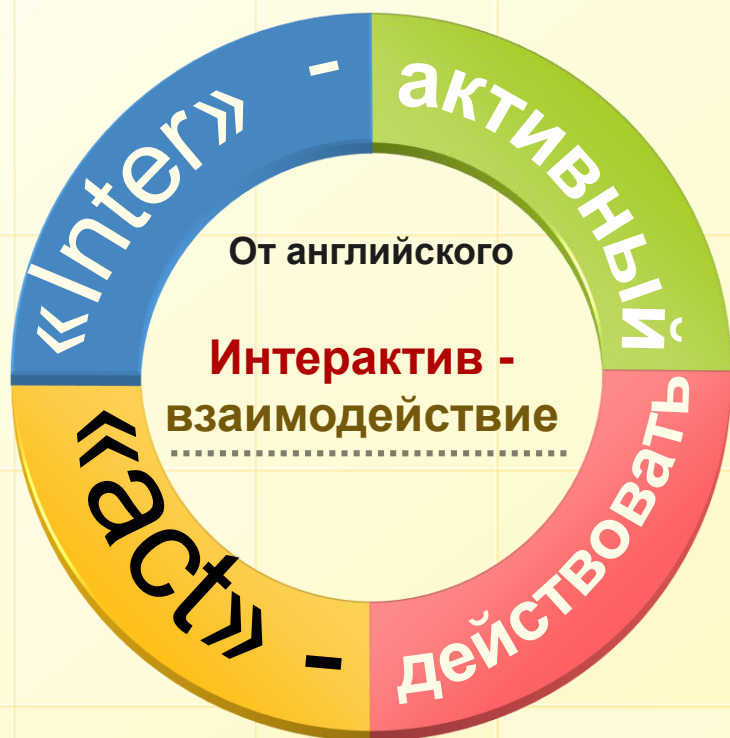 «Inter» -
активный
От английского
Интерактив -
взаимодействие
«act» -
действовать